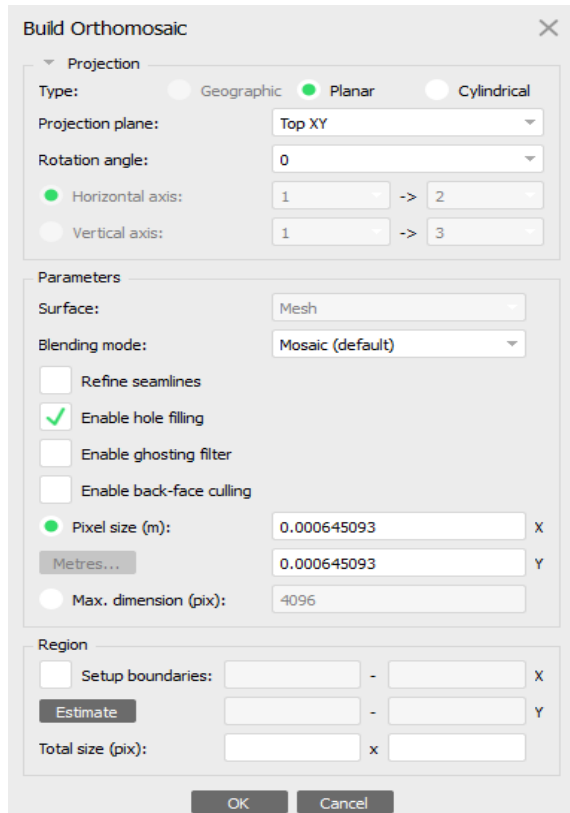 Build Orthomosaic
Projection
Type: Geographic Planar Cylindrical
Projection plane: Top XY
Rotation angle: 0
Horizontal axis: 1 -> 2
Vertical axis: 1 -> 3
Parameters
Surface: Mesh
Blending mode: Mosaic (default)
Refine seamlines
Enable hole filling
Enable ghosting filter
Enable back-face culling
Pixel size (m): 0.000645093 X
Metres... 0.000645093 Y
Max. dimension (pix): 4096
Region
Setup boundaries: - X
Estimate - Y
Total size (pix): x
OK Cancel